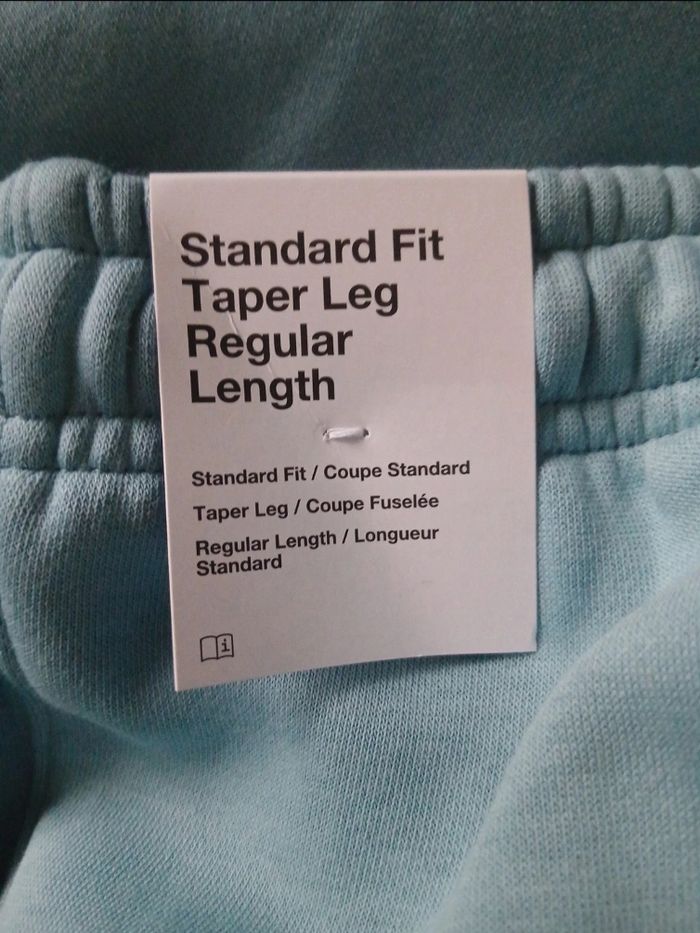 Standard Fit
Taper Leg
Regular
Length
Standard Fit / Coupe Standard
Taper Leg / Coupe Fuselée
Regular Length / Longueur
Standard
i